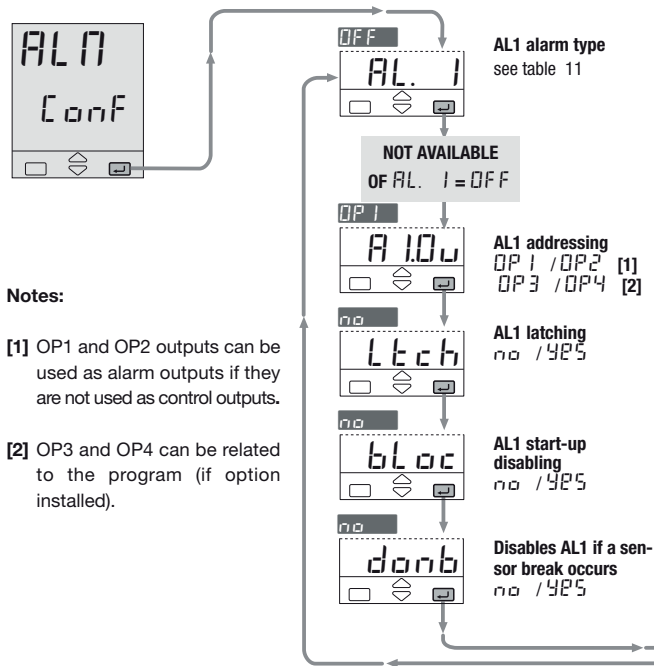 ALM
ConF
OFF
AL. 1
AL1 alarm type
see table 11
NOT AVAILABLE
OF AL. 1 = OFF
OP1
A1.Ou
AL1 addressing
OP1 / OP2 [1]
OP3 / OP4 [2]
no
Ltch
AL1 latching
no / YES
no
bLoc
AL1 start-up
disabling
no / YES
no
donb
Disables AL1 if a sen-
sor break occurs
no / YES
Notes:
[1] OP1 and OP2 outputs can be
used as alarm outputs if they
are not used as control outputs.
[2] OP3 and OP4 can be related
to the program (if option
installed).